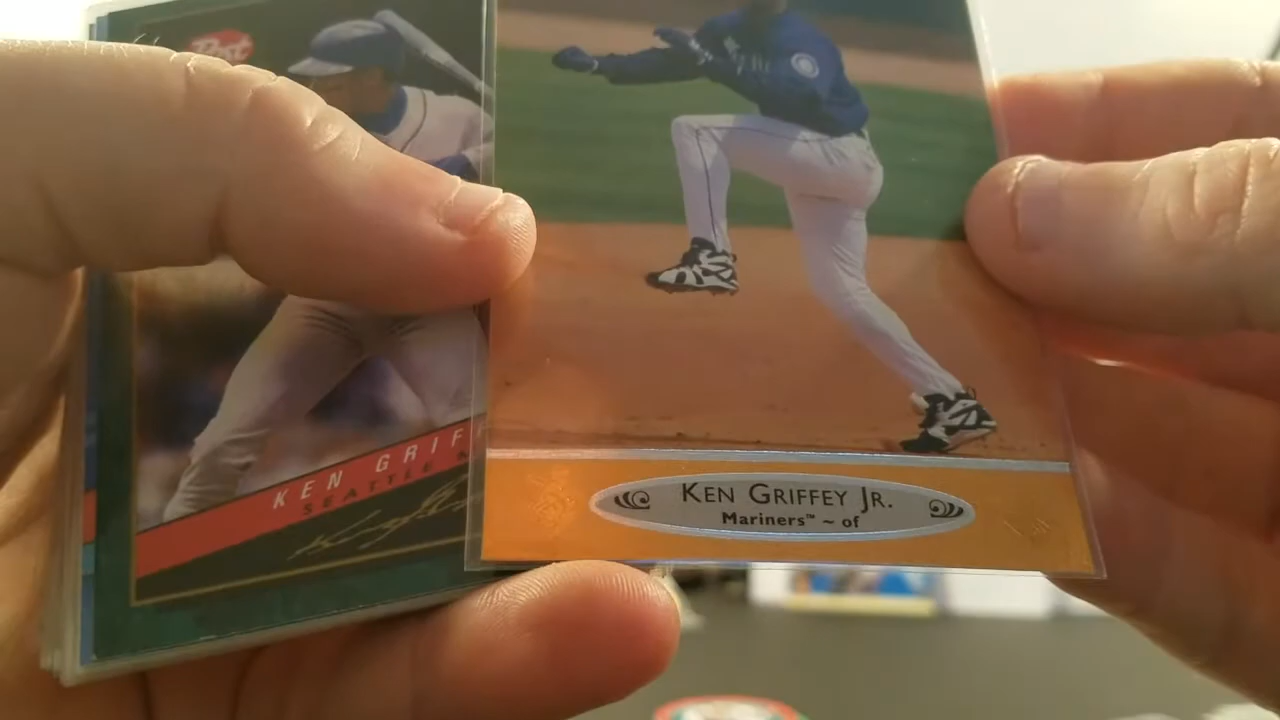 Post
KEN GRIF
SEATTLE
KEN GRIFFEY JR.
Mariners™ ~ of